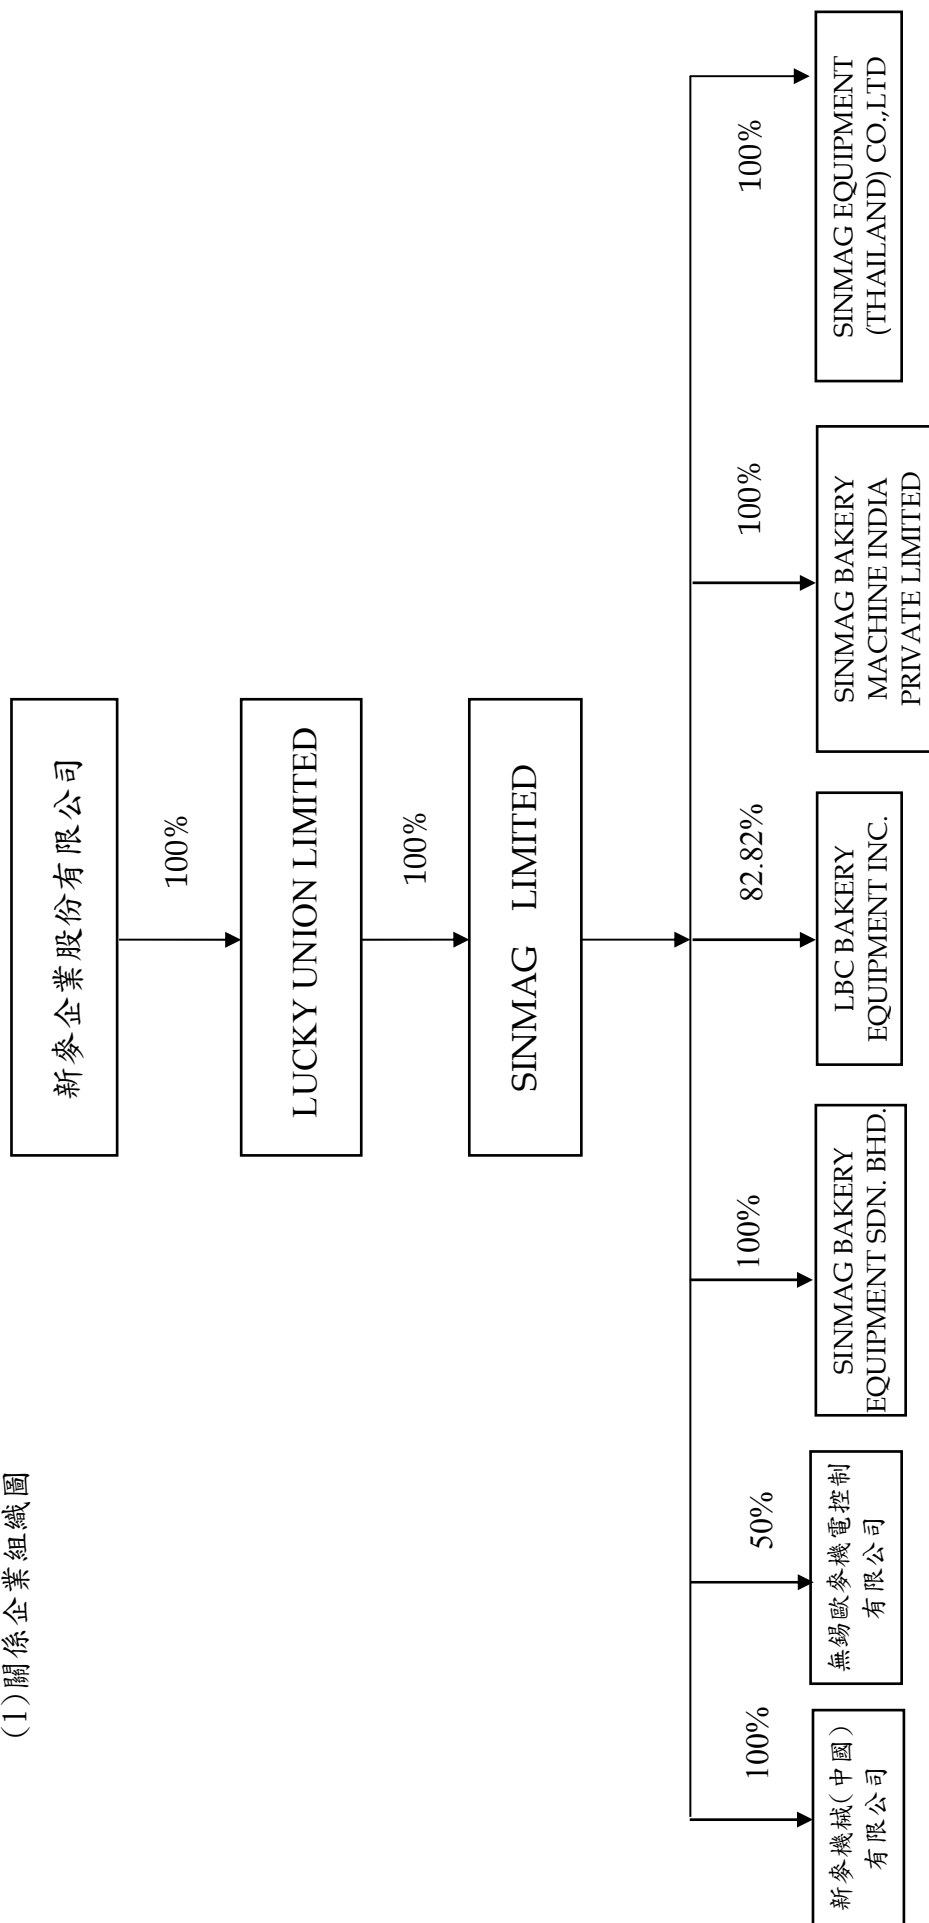 (1)關係企業組織圖
新麥企業股份有限公司
100%
LUCKY UNION LIMITED
100%
SINMAG LIMITED
100%
新麥機械(中國)
有限公司
50%
無錫歐麥機電控制
有限公司
100%
SINMAG BAKERY
EQUIPMENT SDN. BHD.
82.82%
LBC BAKERY
EQUIPMENT INC.
100%
SINMAG BAKERY
MACHINE INDIA
PRIVATE LIMITED
100%
SINMAG EQUIPMENT
(THAILAND) CO.,LTD